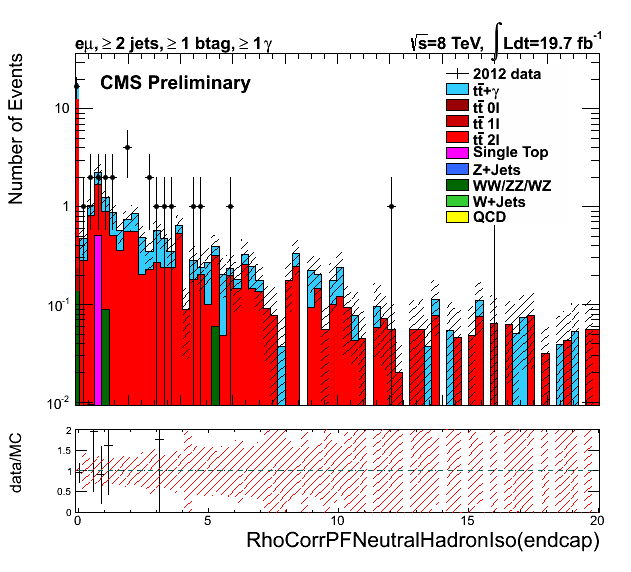 eμ, ≥ 2 jets, ≥ 1 btag, ≥ 1γ
√s=8 TeV, ∫ Ldt=19.7 fb⁻¹
CMS Preliminary
2012 data
tt̄+γ
tt̄ 0l
tt̄ 1l
tt̄ 2l
Single Top
Z+Jets
WW/ZZ/WZ
W+Jets
QCD
Number of Events
10
1
10⁻¹
10⁻²
data/MC
2
1.5
1
0.5
0
0 5 10 15 20
RhoCorrPFNeutralHadronIso(endcap)